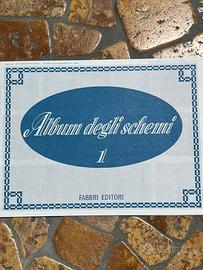 Album degli schemi
1
FABBRI EDITORI